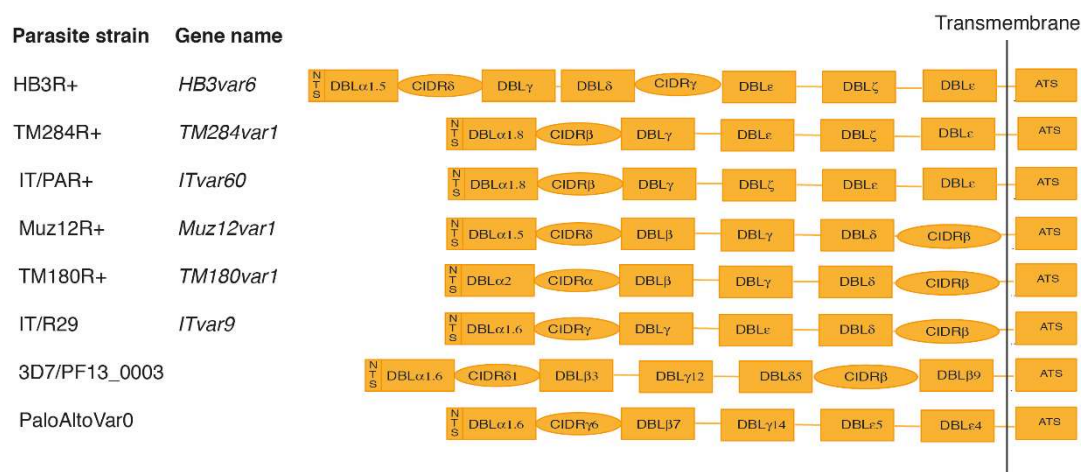 Transmembrane
Parasite strain Gene name
HB3R+ HB3var6 NTS DBLα1.5 CIDRδ DBLγ DBLδ CIDRγ DBLε DBLζ DBLε ATS
TM284R+ TM284var1 NTS DBLα1.8 CIDRβ DBLγ DBLε DBLζ DBLε ATS
IT/PAR+ ITvar60 NTS DBLα1.8 CIDRβ DBLγ DBLζ DBLε DBLε ATS
Muz12R+ Muz12var1 NTS DBLα1.5 CIDRδ DBLβ DBLγ DBLδ CIDRβ ATS
TM180R+ TM180var1 NTS DBLα2 CIDRα DBLβ DBLγ DBLδ CIDRβ ATS
IT/R29 ITvar9 NTS DBLα1.6 CIDRγ DBLγ DBLε DBLδ CIDRβ ATS
3D7/PF13_0003 NTS DBLα1.6 CIDRδ1 DBLβ3 DBLγ12 DBLδ5 CIDRβ DBLβ9 ATS
PaloAltoVar0 NTS DBLα1.6 CIDRγ6 DBLβ7 DBLγ14 DBLε5 DBLε4 ATS